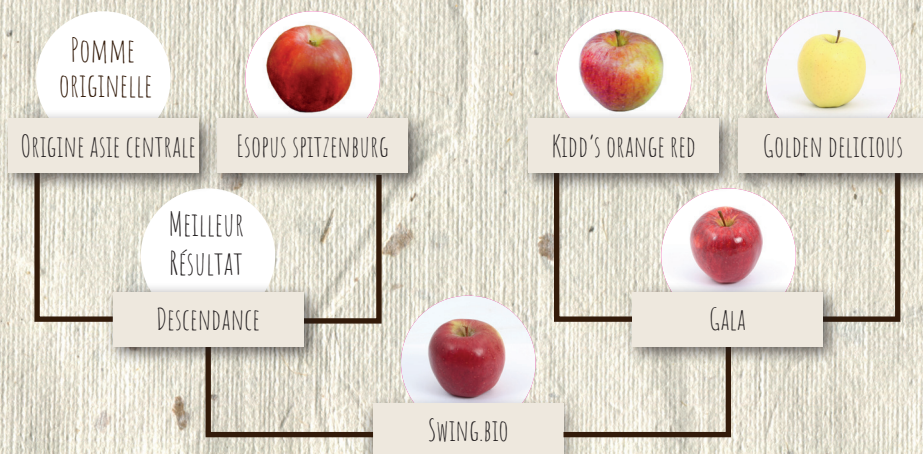 Pomme
originelle
Origine asie centrale
Esopus spitzenburg
Kidd's orange red
Golden delicious
Meilleur
Résultat
Descendance
Gala
Swing.bio